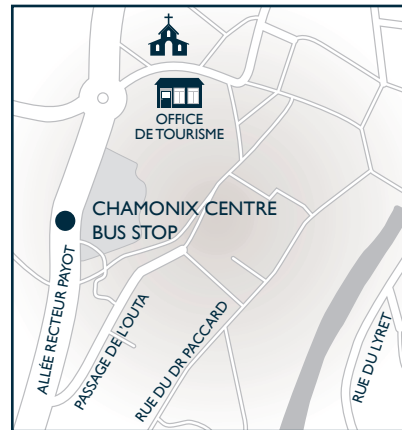 OFFICE
DE TOURISME
CHAMONIX CENTRE
BUS STOP
ALLÉE RECTEUR PAYOT
PASSAGE DE L'OUTA
RUE DU DR PACCARD
RUE DU LYRET